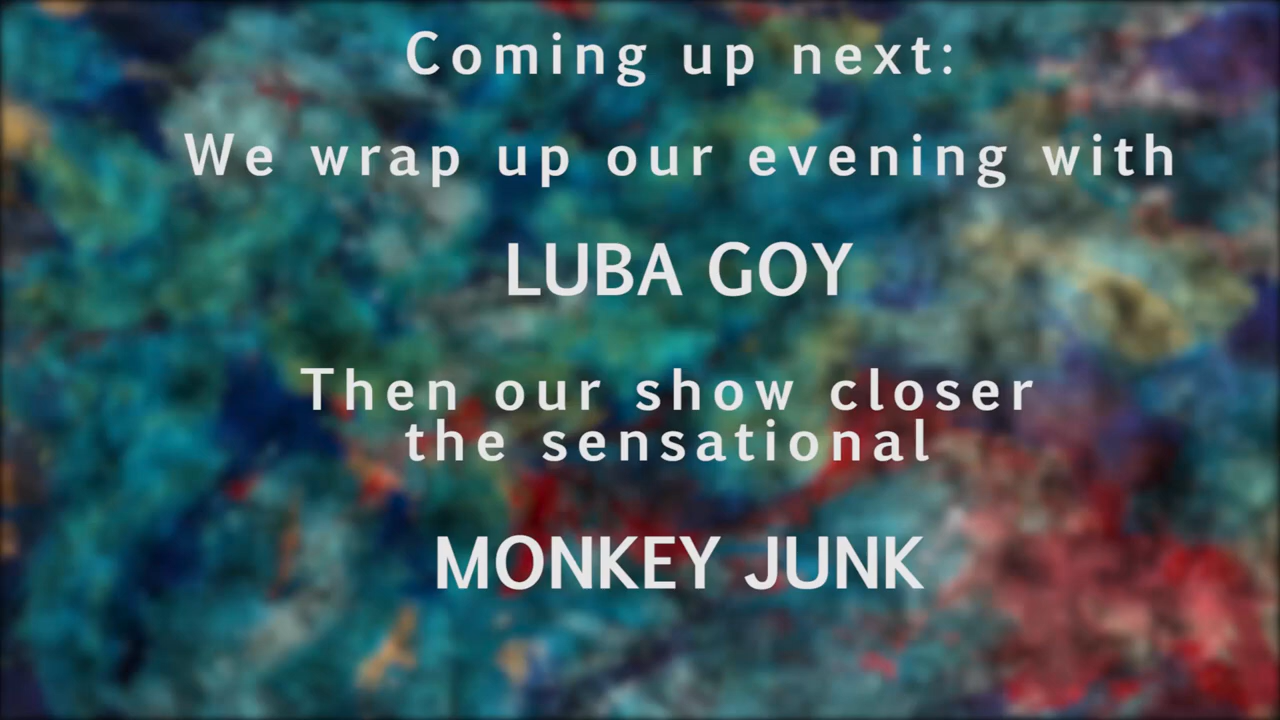 Coming up next:
We wrap up our evening with
LUBA GOY
Then our show closer
the sensational
MONKEY JUNK